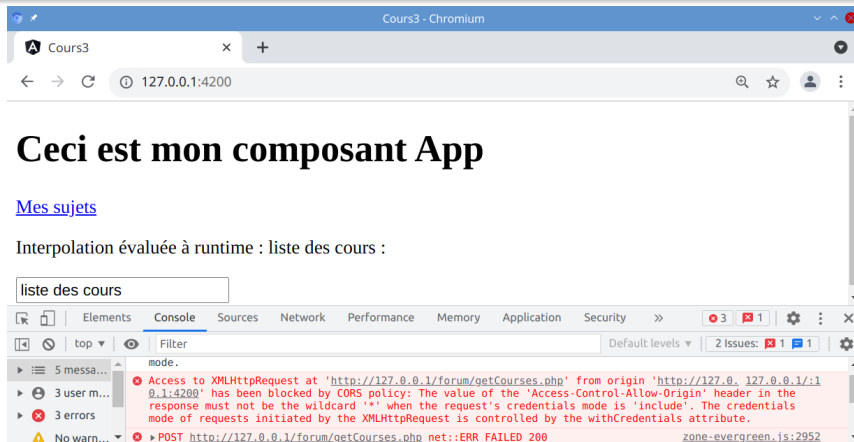 Cours3 - Chromium
Cours3
127.0.0.1:4200
Ceci est mon composant App
Mes sujets
Interpolation évaluée à runtime : liste des cours :
liste des cours
Elements Console Sources Network Performance Memory Application Security » 3 1
top ▼ Filter Default levels ▼ 2 Issues: 1 1
5 messa...
3 user m...
3 errors
No warn...
mode.
Access to XMLHttpRequest at 'http://127.0.0.1/forum/getCourses.php' from origin 'http://127.0. 127.0.0.1/:1
0.1:4200' has been blocked by CORS policy: The value of the 'Access-Control-Allow-Origin' header in the
response must not be the wildcard '*' when the request's credentials mode is 'include'. The credentials
mode of requests initiated by the XMLHttpRequest is controlled by the withCredentials attribute.
▸POST http://127.0.0.1/forum/getCourses.php net::ERR_FAILED 200 zone-evergreen.js:2952